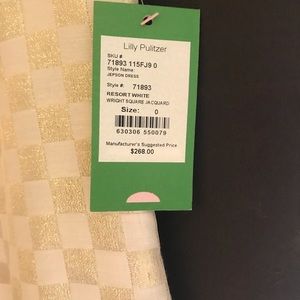 Lilly Pulitzer
SKU #
71893 115FJ9 0
Style Name:
JEPSON DRESS
Style #: 71893
RESORT WHITE
WRIGHT SQUARE JACQUARD
Size: 0
630306 550079
Manufacturer's Suggested Price
$268.00